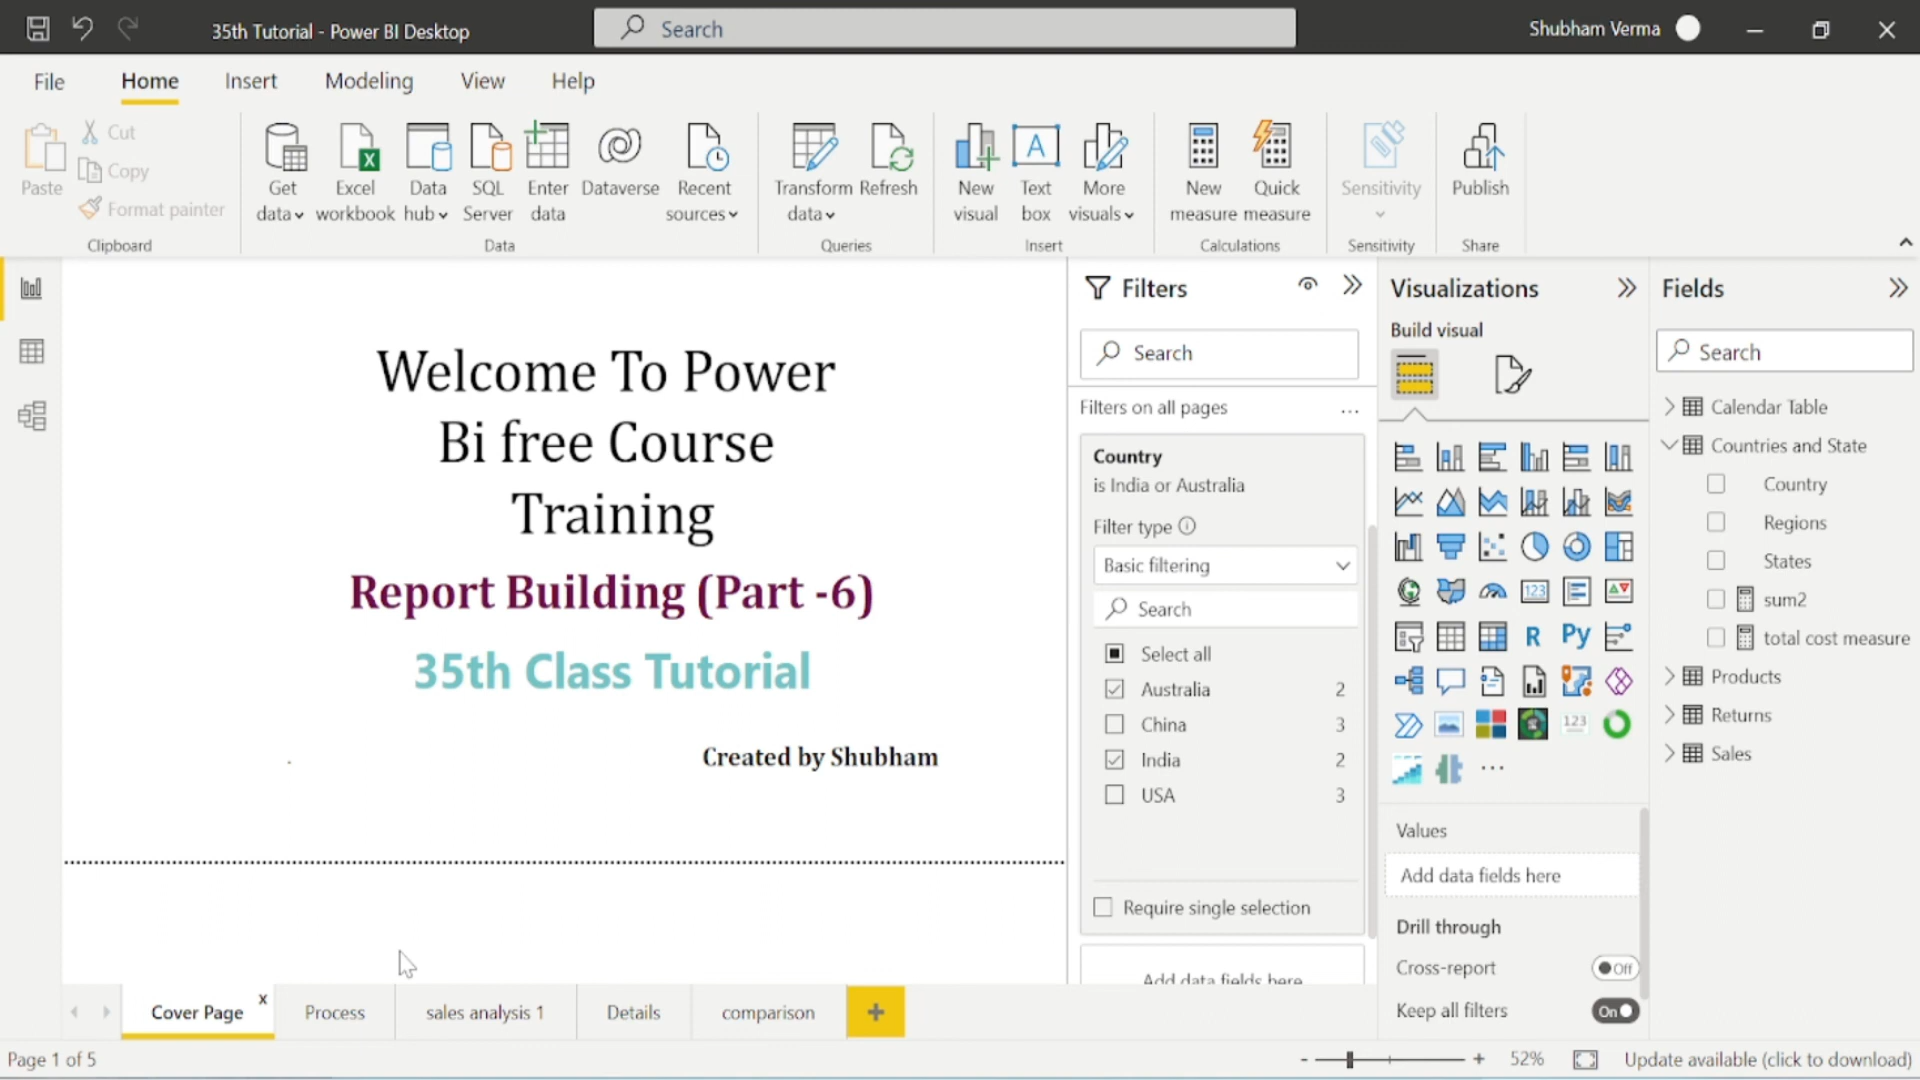 35th Tutorial - Power BI Desktop
Search
Shubham Verma
File
Home
Insert
Modeling
View
Help
Paste
Cut
Copy
Format painter
Clipboard
Get
data
Excel
workbook
Data
hub
SQL
Server
Enter
data
Dataverse
Recent
sources
Data
Transform
data
Refresh
Queries
New
visual
Text
box
More
visuals
Insert
New
measure
Quick
measure
Calculations
Sensitivity
Sensitivity
Publish
Share
Welcome To Power
Bi free Course
Training
Report Building (Part -6)
35th Class Tutorial
Created by Shubham
Filters
Search
Filters on all pages
...
Country
is India or Australia
Filter type
Basic filtering
Search
Select all
Australia 2
China 3
India 2
USA 3
Require single selection
Add data fields here
Visualizations
Build visual
123
R
Py
123
...
Values
Add data fields here
Drill through
Cross-report
Off
Keep all filters
On
Fields
Search
Calendar Table
Countries and State
Country
Regions
States
sum2
total cost measure
Products
Returns
Sales
Cover Page
x
Process
sales analysis 1
Details
comparison
+
Page 1 of 5
- + 52%
Update available (click to download)